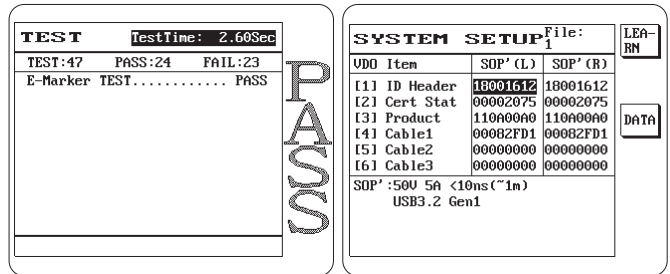 TEST TestTime: 2.60Sec
TEST:47 PASS:24 FAIL:23
E-Marker TEST............ PASS
PASS
SYSTEM SETUP File: 1
VDO Item SOP'(L) SOP'(R)
[1] ID Header 18001612 18001612
[2] Cert Stat 00002075 00002075
[3] Product 110A00A0 110A00A0
[4] Cable1 00082FD1 00082FD1
[5] Cable2 00000000 00000000
[6] Cable3 00000000 00000000
SOP':50V 5A <10ns(~1m)
USB3.2 Gen1
LEA-
RN
DATA